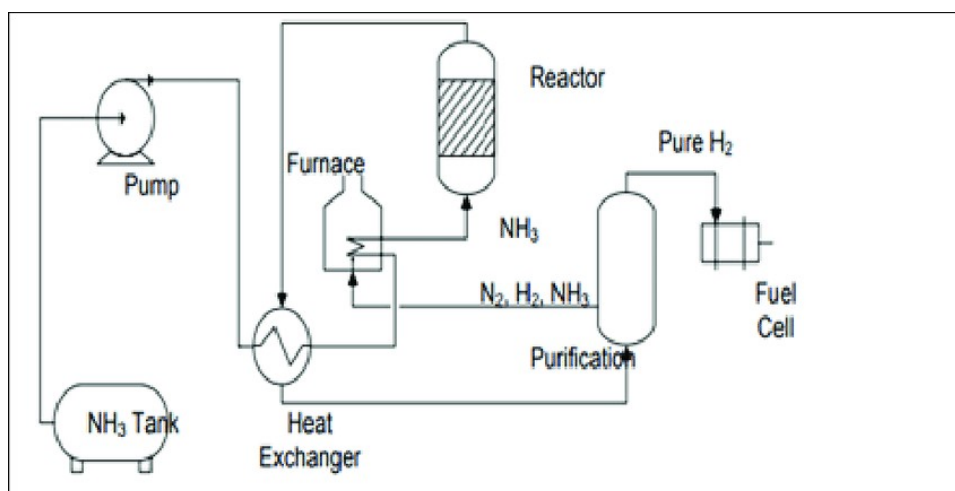 Reactor
Pure H₂
Furnace
Pump
NH₃
N₂, H₂, NH₃
Fuel
Cell
Purification
NH₃ Tank
Heat
Exchanger